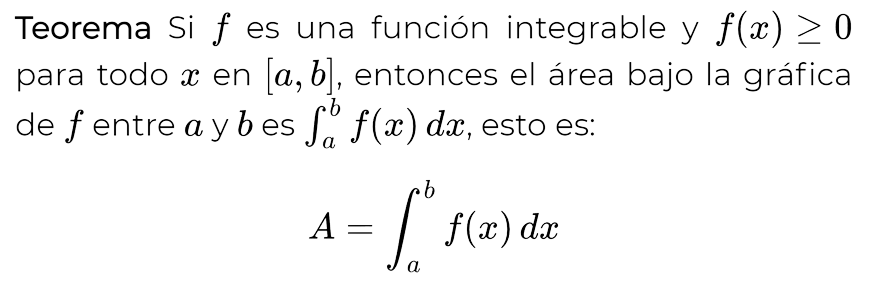 Teorema Si f es una función integrable y f(x) ≥ 0
para todo x en [a, b], entonces el área bajo la gráfica
de f entre a y b es ∫_a^b f(x) dx, esto es:
A = ∫_a^b f(x) dx